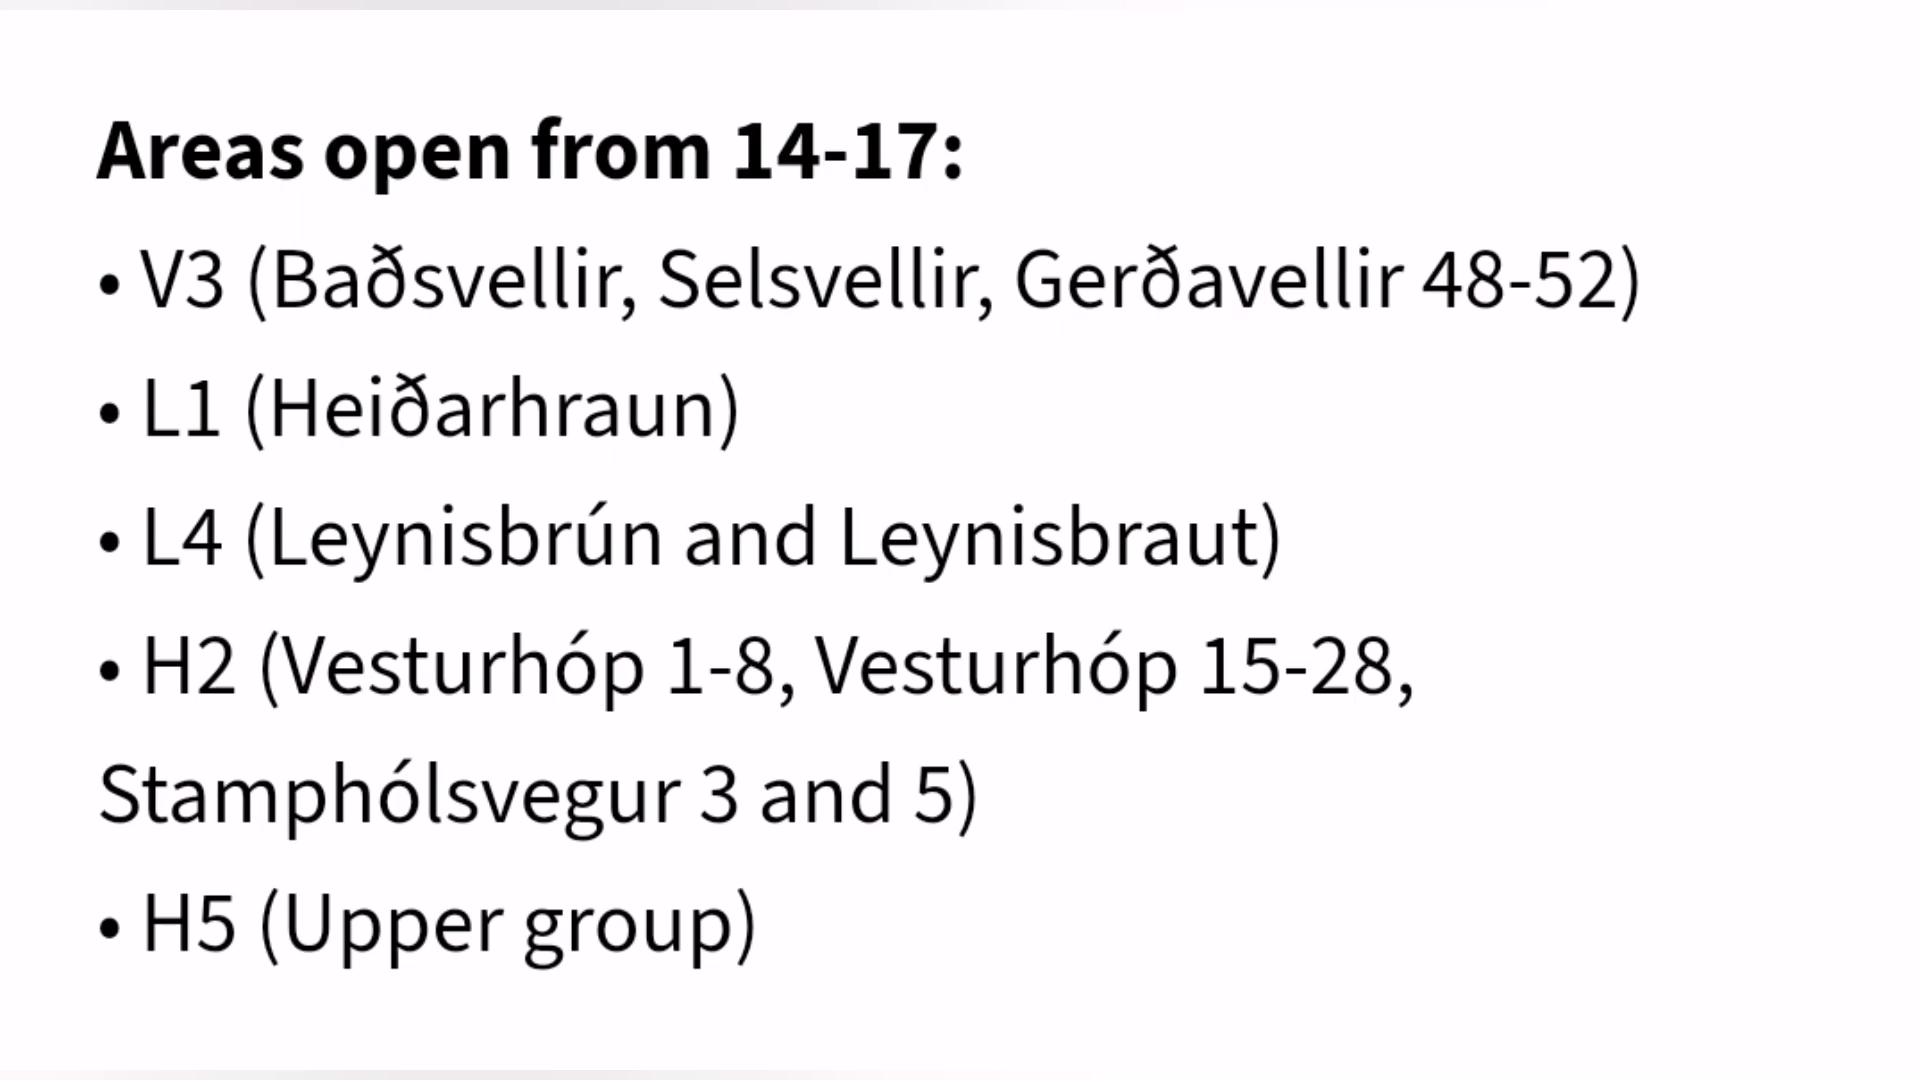 Areas open from 14-17:
• V3 (Baðsvellir, Selsvellir, Gerðavellir 48-52)
• L1 (Heiðarhraun)
• L4 (Leynisbrún and Leynisbraut)
• H2 (Vesturhóp 1-8, Vesturhóp 15-28,
Stamphólsvegur 3 and 5)
• H5 (Upper group)